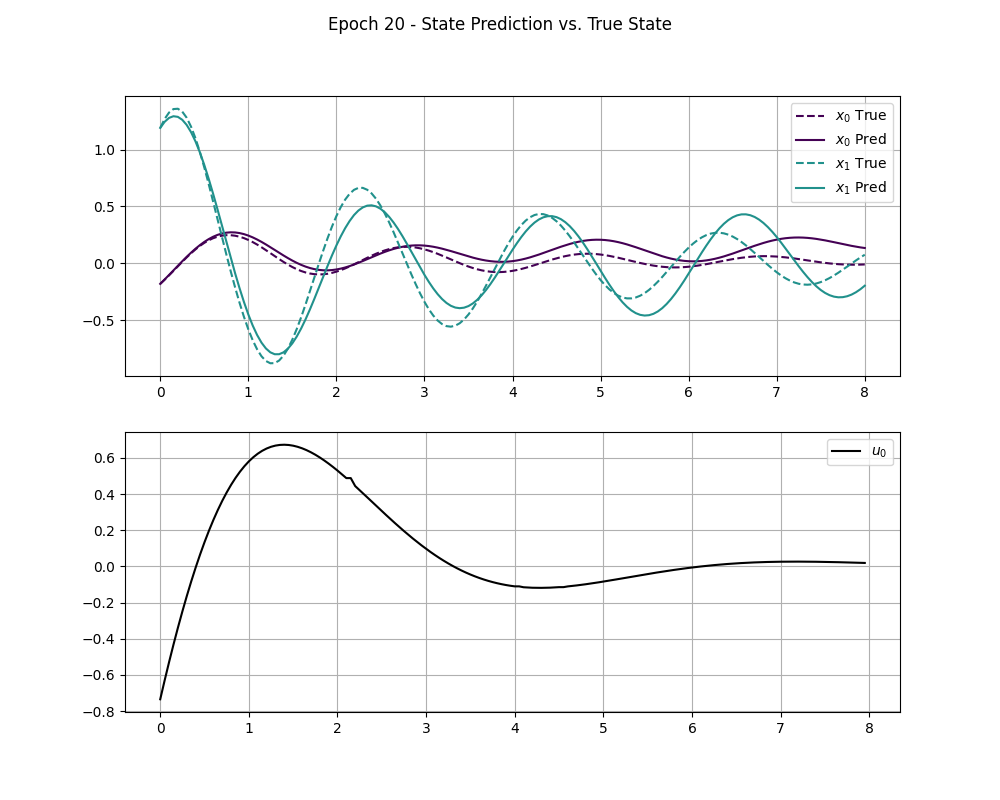 Epoch 20 - State Prediction vs. True State
1.0
0.5
0.0
−0.5
x₀ True
x₀ Pred
x₁ True
x₁ Pred
0 1 2 3 4 5 6 7 8
0.6
0.4
0.2
0.0
−0.2
−0.4
−0.6
−0.8
u₀
0 1 2 3 4 5 6 7 8